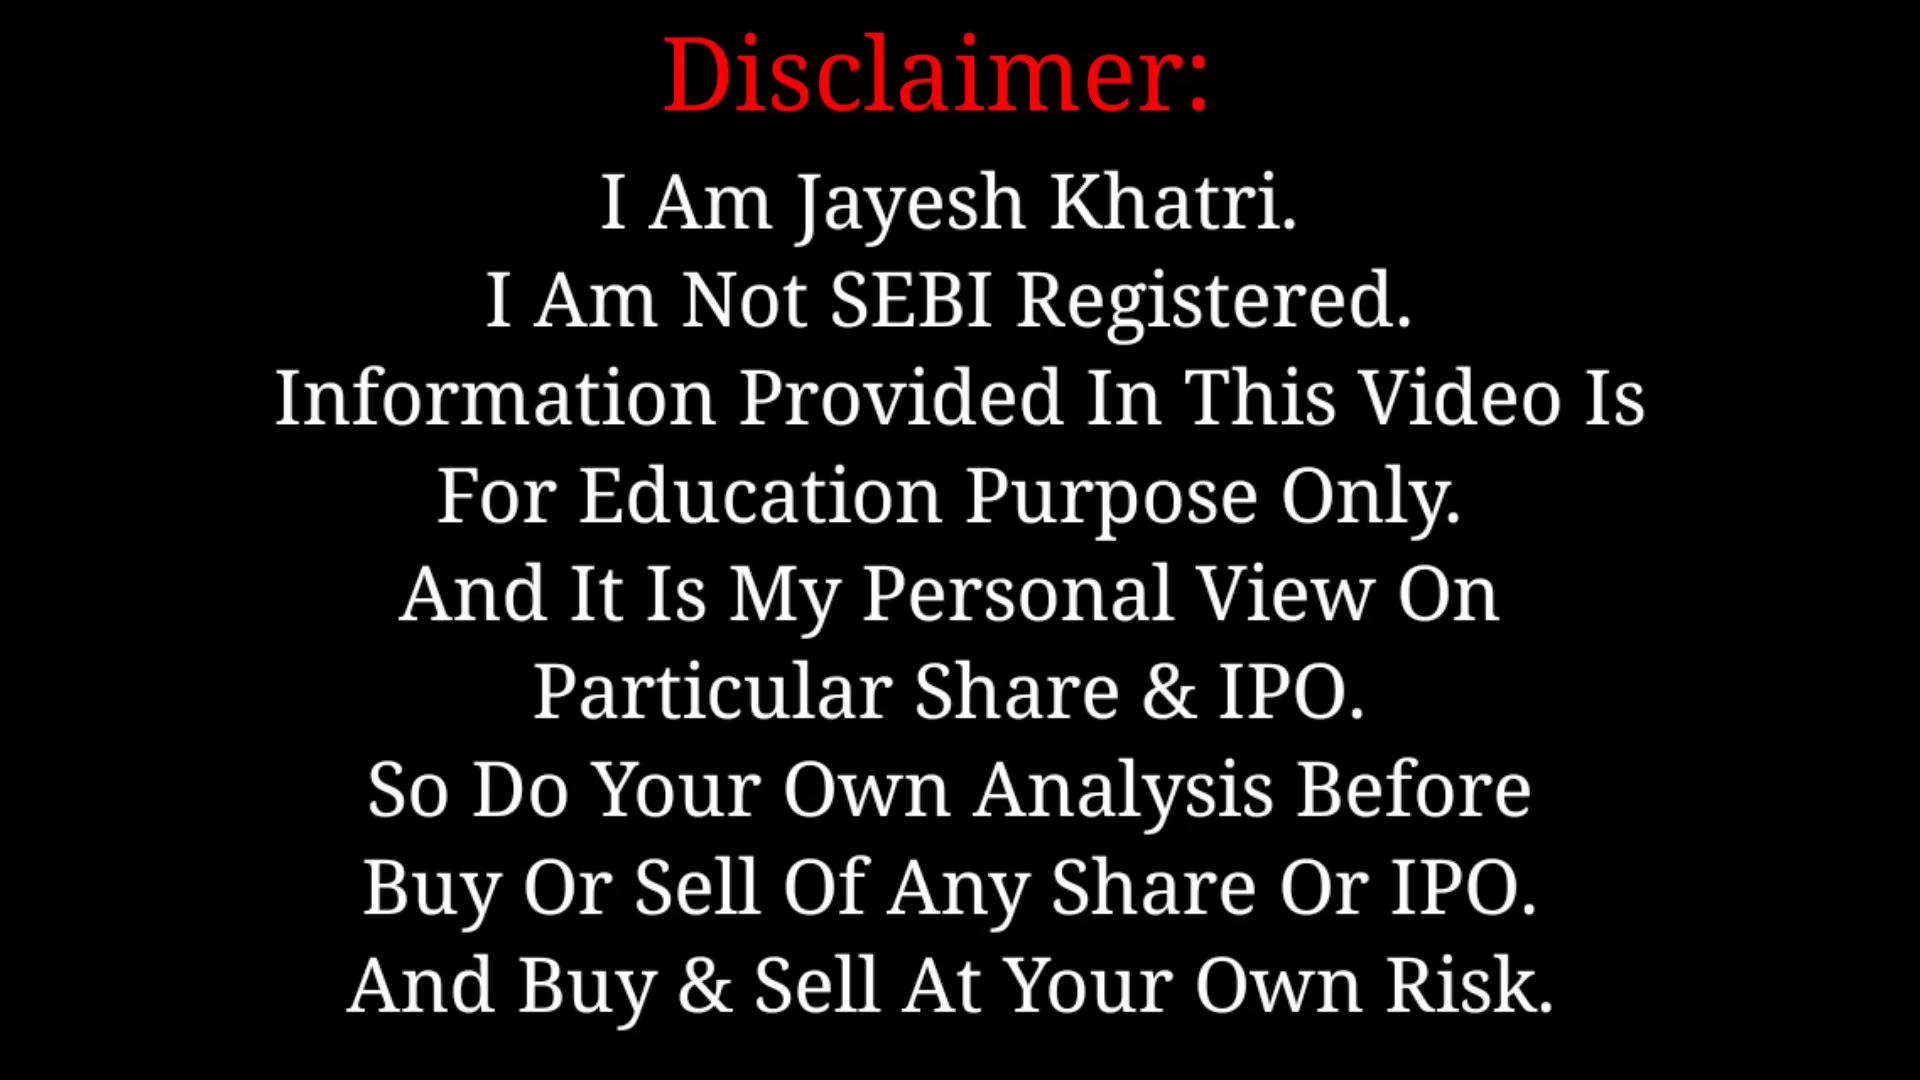 Disclaimer:
I Am Jayesh Khatri.
I Am Not SEBI Registered.
Information Provided In This Video Is
For Education Purpose Only.
And It Is My Personal View On
Particular Share & IPO.
So Do Your Own Analysis Before
Buy Or Sell Of Any Share Or IPO.
And Buy & Sell At Your Own Risk.